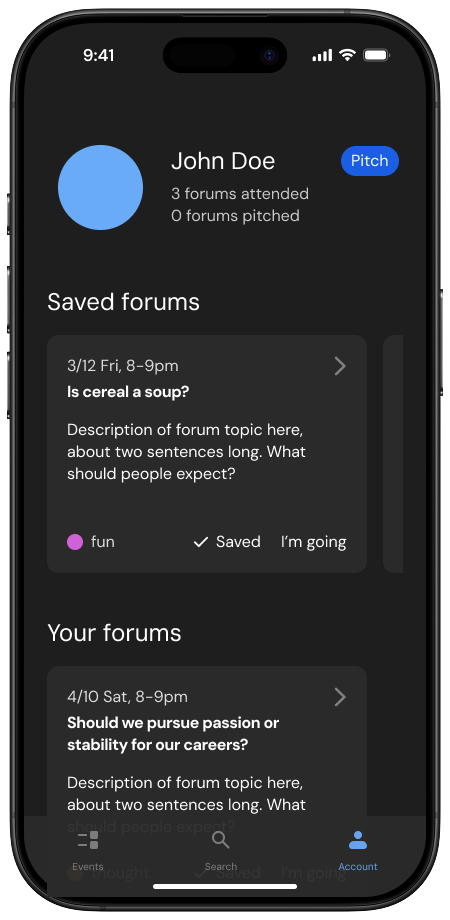 9:41
John Doe
Pitch
3 forums attended
0 forums pitched
Saved forums
3/12 Fri, 8-9pm
Is cereal a soup?
Description of forum topic here,
about two sentences long. What
should people expect?
fun
Saved
I'm going
Your forums
4/10 Sat, 8-9pm
Should we pursue passion or
stability for our careers?
Description of forum topic here,
about two sentences long. What
should people expect?
thought
Saved
I'm going
Events
Search
Account